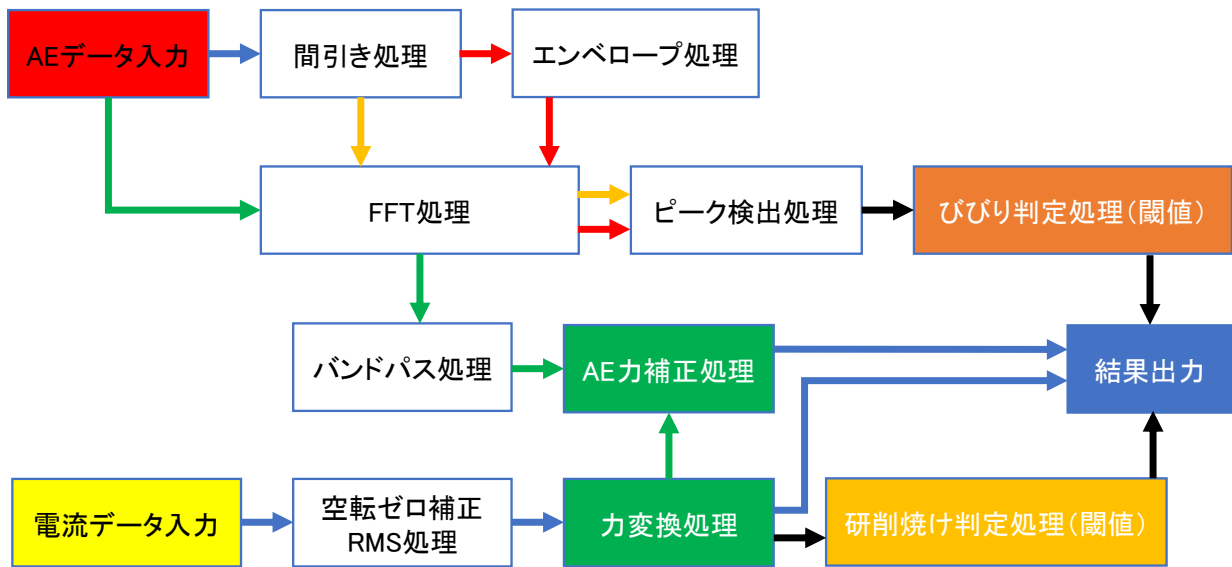 AEデータ入力
間引き処理
エンベロープ処理
FFT処理
ピーク検出処理
びびり判定処理(閾値)
バンドパス処理
AE力補正処理
結果出力
電流データ入力
空転ゼロ補正
RMS処理
力変換処理
研削焼け判定処理(閾値)